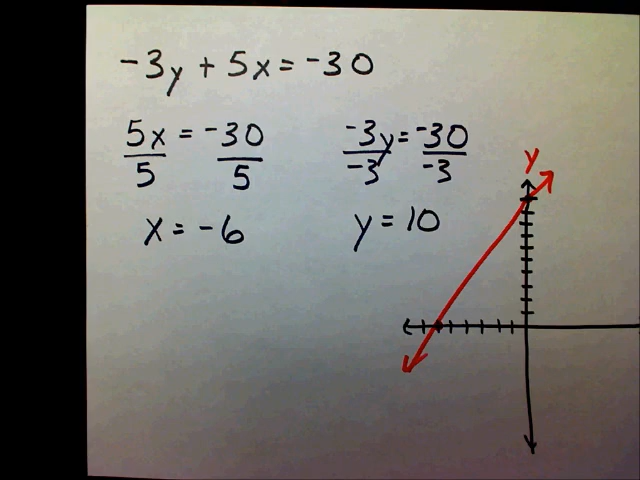 -3y + 5x = -30
5x = -30
5 5
x = -6
-3y = -30
-3 -3
y = 10
y